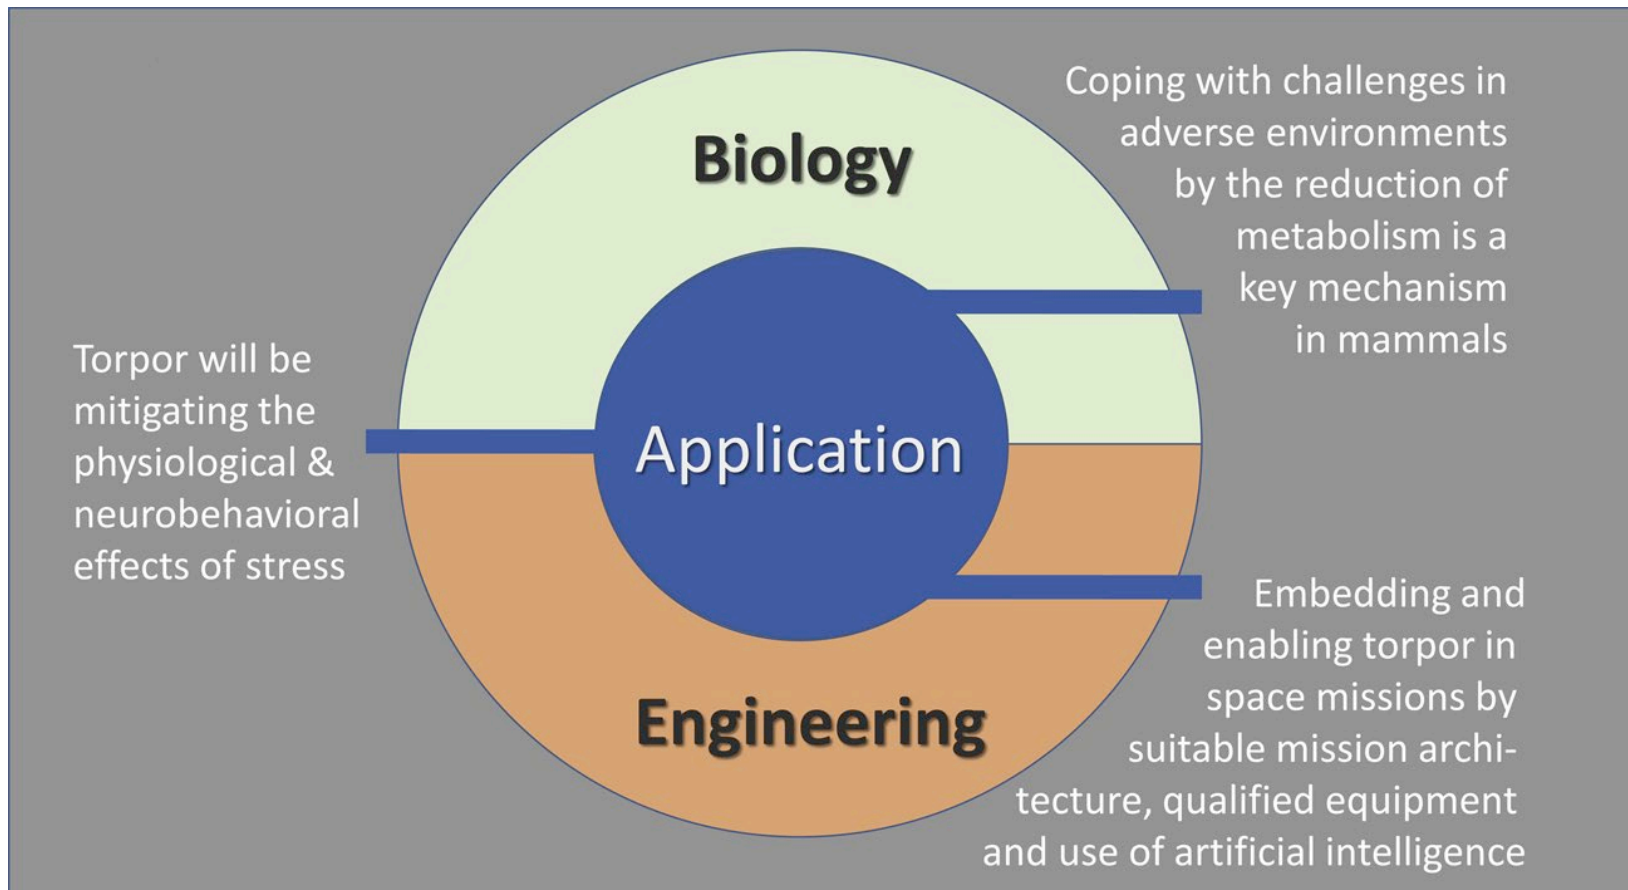 Biology
Coping with challenges in
adverse environments
by the reduction of
metabolism is a
key mechanism
in mammals
Torpor will be
mitigating the
physiological &
neurobehavioral
effects of stress
Application
Engineering
Embedding and
enabling torpor in
space missions by
suitable mission archi-
tecture, qualified equipment
and use of artificial intelligence